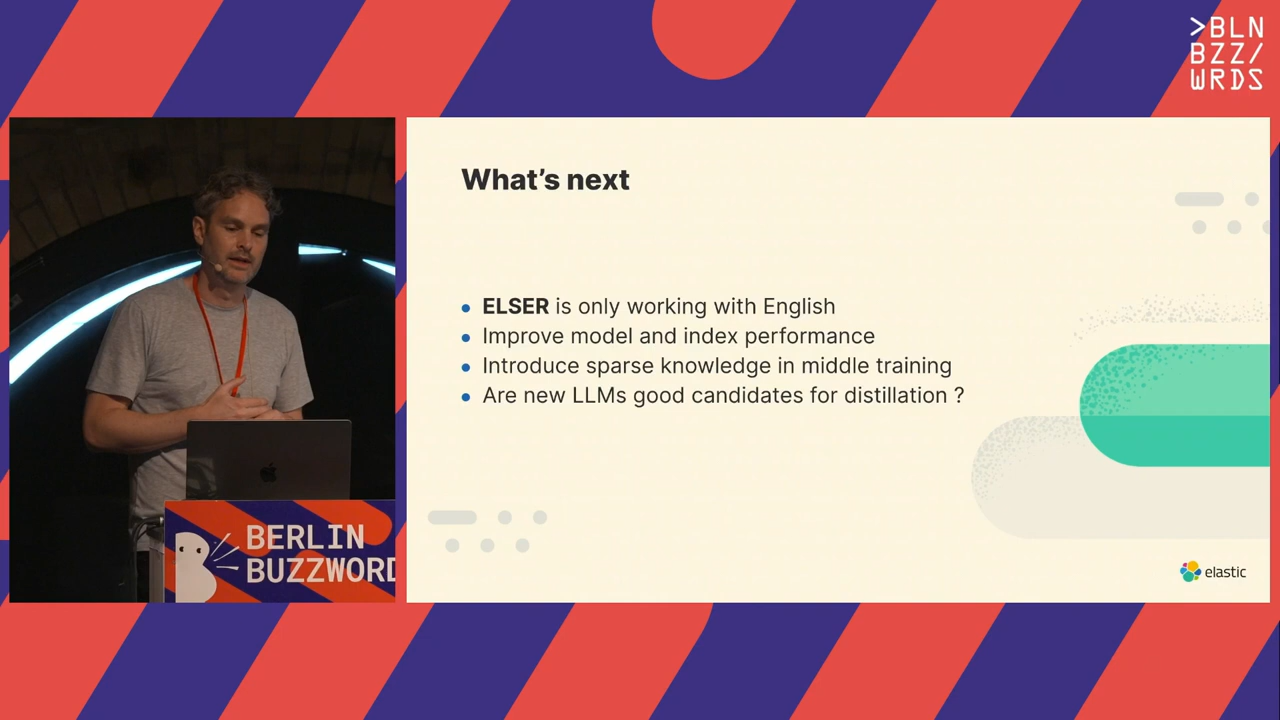 >BLN
BZZ/
WRDS
What's next
ELSER is only working with English
Improve model and index performance
Introduce sparse knowledge in middle training
Are new LLMs good candidates for distillation ?
elastic
BERLIN
BUZZWORD